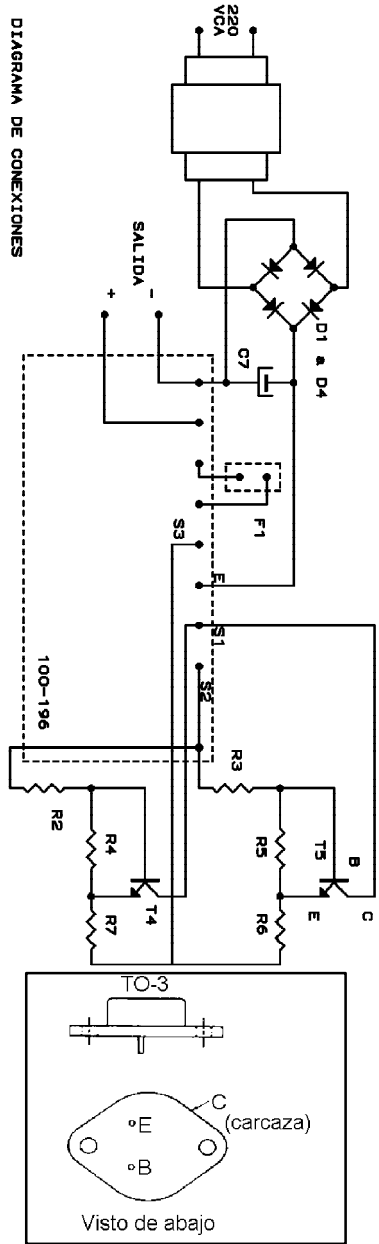 DIAGRAMA DE CONEXIONES
220
VCA
SALIDA
-
+
D1 a D4
C7
F1
S3
E
S1
S2
100-196
R3
R2
R5
R4
T5
B
C
E
T4
R6
R7
TO-3
C
(carcaza)
E
B
Visto de abajo